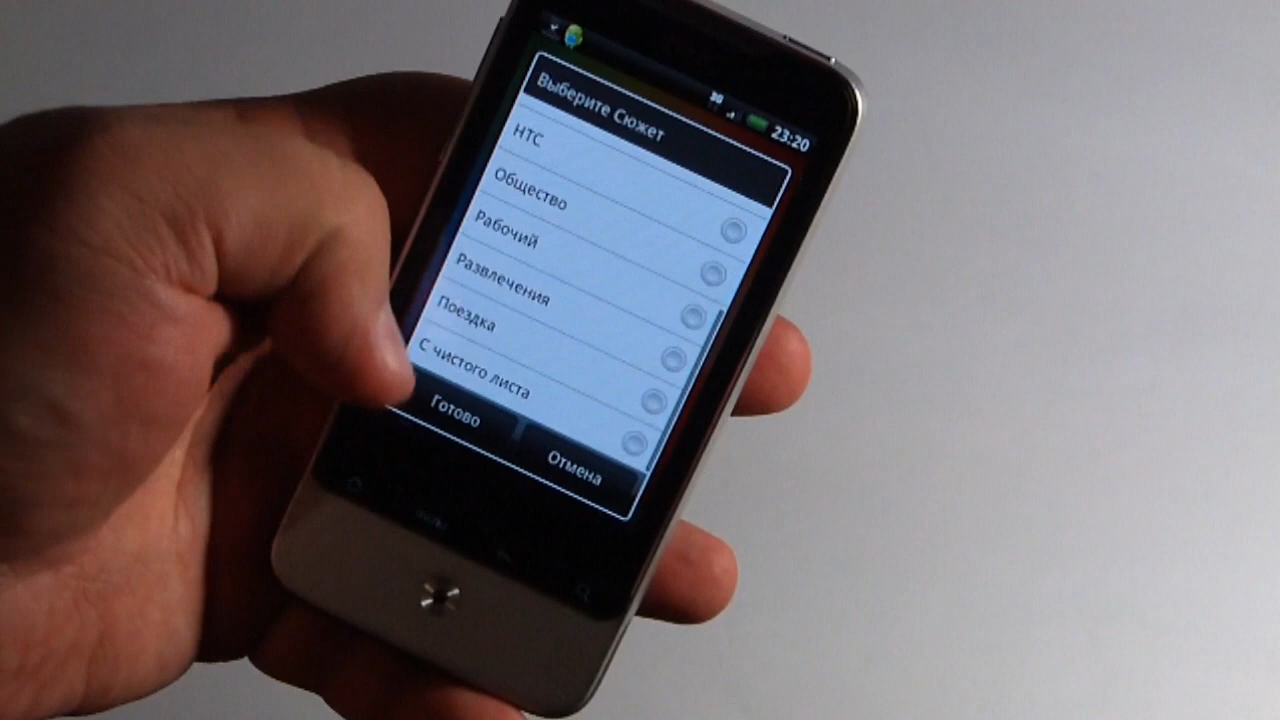 23:20
Выберите Сюжет
HTC
Общество
Рабочий
Развлечения
Поездка
С чистого листа
Готово
Отмена